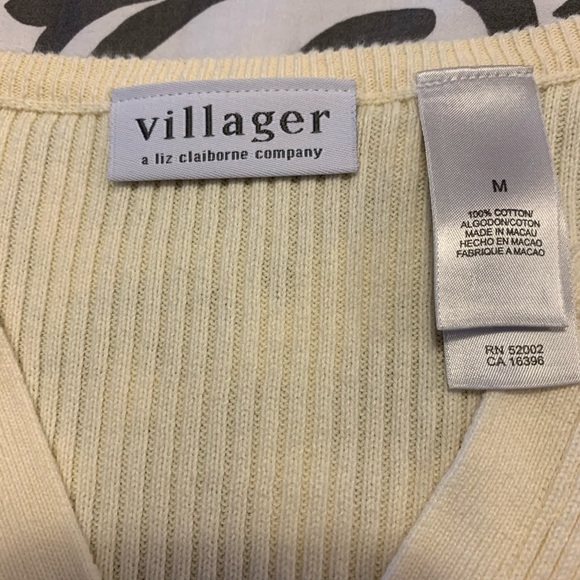 villager
a liz claiborne company
M
100% COTTON/
ALGODON/COTON
MADE IN MACAU
HECHO EN MACAO
FABRIQUE A MACAO
RN 52002
CA 16396